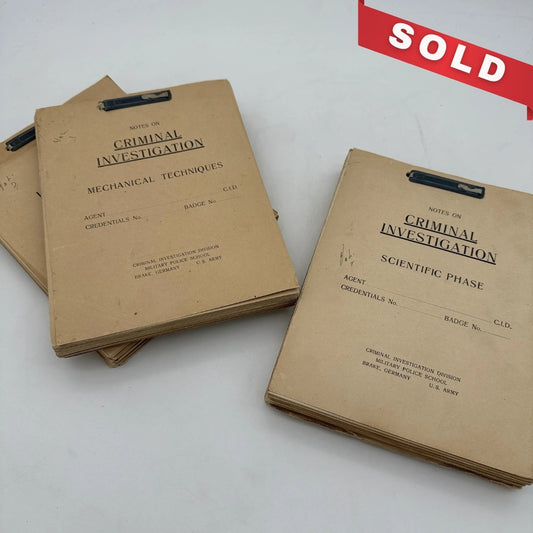 SOLD
NOTES ON
CRIMINAL
INVESTIGATION
MECHANICAL TECHNIQUES
AGENT C.I.D.
CREDENTIALS No. BADGE No.
CRIMINAL INVESTIGATION DIVISION
MILITARY POLICE SCHOOL
BRAKE, GERMANY U.S. ARMY
NOTES ON
CRIMINAL
INVESTIGATION
SCIENTIFIC PHASE
AGENT C.I.D.
CREDENTIALS No. BADGE No.
CRIMINAL INVESTIGATION DIVISION
MILITARY POLICE SCHOOL
BRAKE, GERMANY U.S. ARMY